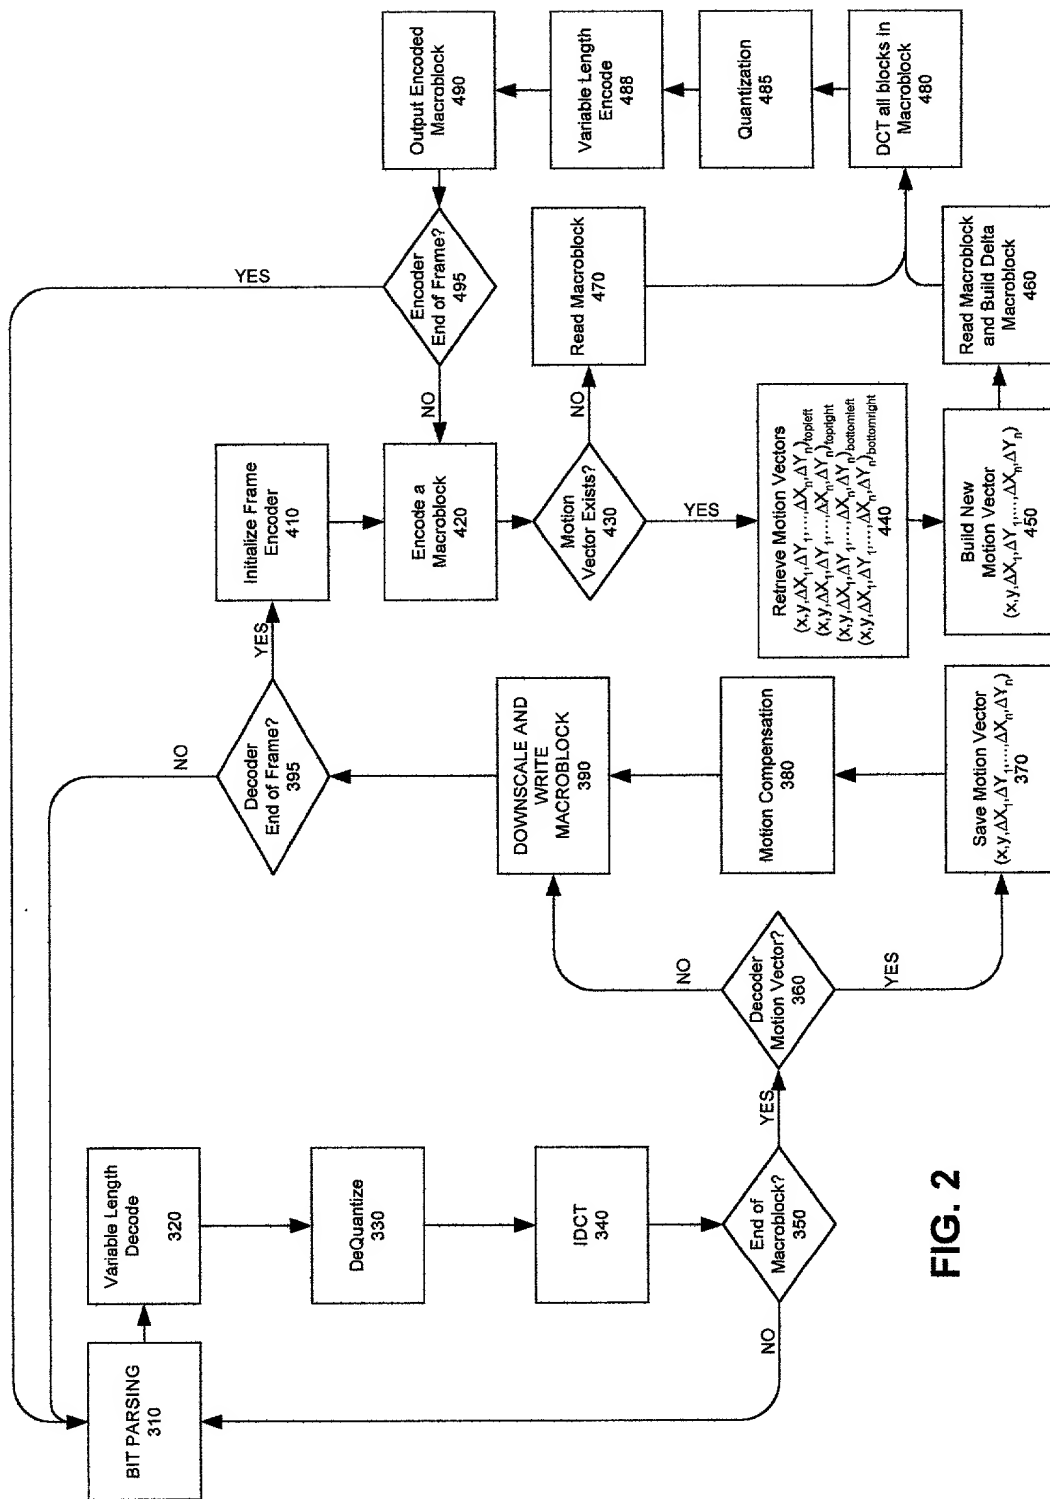 BIT PARSING
310
Variable Length
Decode
320
DeQuantize
330
IDCT
340
End of
Macroblock?
350
NO
YES
Decoder
Motion Vector?
360
NO
YES
Save Motion Vector
(x,y,ΔX1,ΔY1,...,ΔXn,ΔYn)
370
Motion Compensation
380
DOWNSCALE AND
WRITE
MACROBLOCK
390
Decoder
End of Frame?
395
NO
YES
Initialize Frame
Encoder
410
Encode a
Macroblock
420
Motion
Vector Exists?
430
NO
YES
Retrieve Motion Vectors
(x,y,ΔX1,ΔY1,...,ΔXn,ΔYn)topleft
(x,y,ΔX1,ΔY1,...,ΔXn,ΔYn)topright
(x,y,ΔX1,ΔY1,...,ΔXn,ΔYn)bottomleft
(x,y,ΔX1,ΔY1,...,ΔXn,ΔYn)bottomright
440
Build New
Motion Vector
(x,y,ΔX1,ΔY1,...,ΔXn,ΔYn)
450
Read Macroblock
and Build Delta
Macroblock
460
Read Macroblock
470
DCT all blocks in
Macroblock
480
Quantization
485
Variable Length
Encode
488
Output Encoded
Macroblock
490
Encoder
End of Frame?
495
NO
YES
FIG. 2